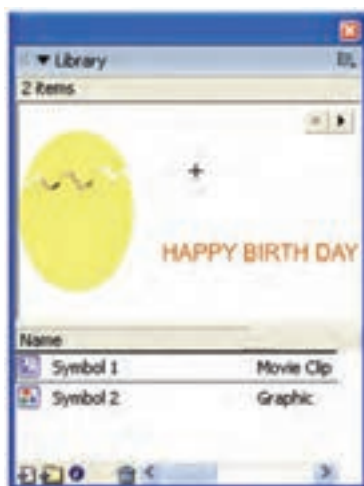 Library
2 items
HAPPY BIRTH DAY
Name
Symbol 1 Movie Clip
Symbol 2 Graphic